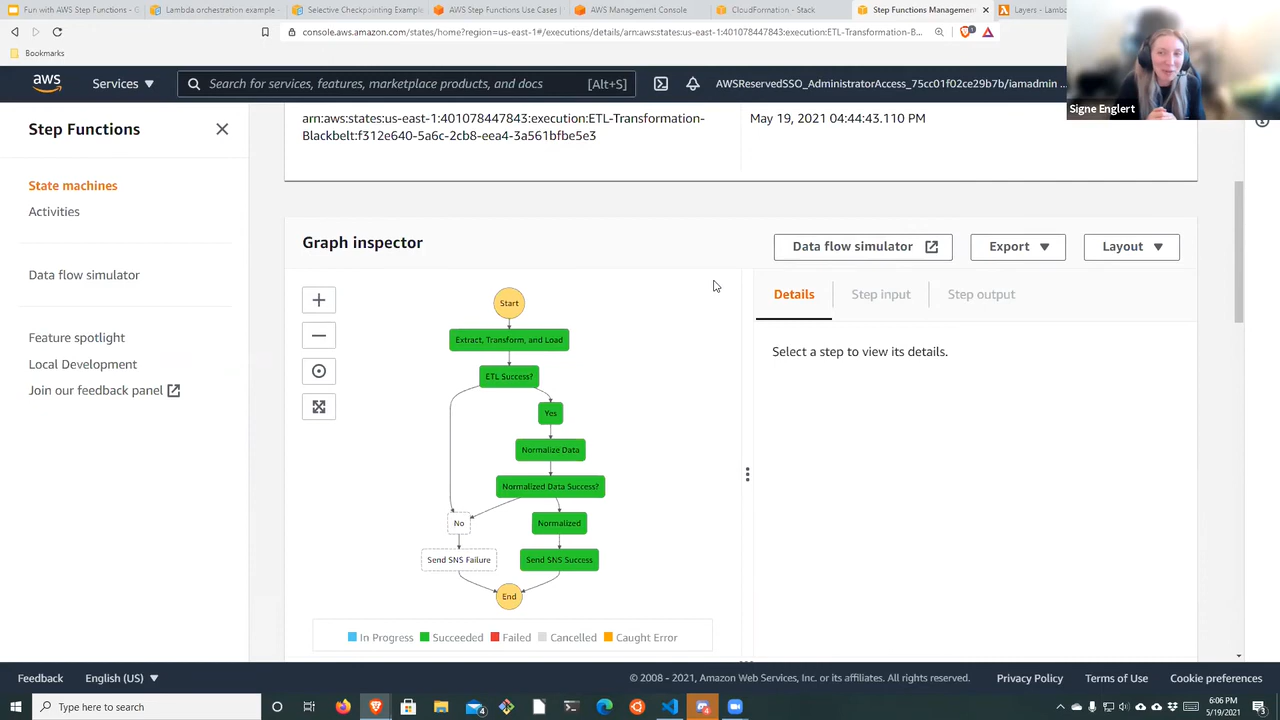 Fun with AWS Step Functions - G
Lambda orchestration example
Selective Checkpointing Example
AWS Step Functions Use Cases |
AWS Management Console
CloudFormation - Stack
Step Functions Management
Layers - Lamb
console.aws.amazon.com/states/home?region=us-east-1#/executions/details/arn:aws:states:us-east-1:401078447843:execution:ETL-Transformation-B...
Bookmarks
aws
Services
Search for services, features, marketplace products, and docs
[Alt+S]
AWSReservedSSO_AdministratorAccess_75cc01f02ce29b7b/iamadmin ...
Signe Englert
Step Functions
State machines
Activities
Data flow simulator
Feature spotlight
Local Development
Join our feedback panel
arn:aws:states:us-east-1:401078447843:execution:ETL-Transformation-
Blackbelt:f312e640-5a6c-2cb8-eea4-3a561bfbe5e3
May 19, 2021 04:44:43.110 PM
Graph inspector
Data flow simulator
Export
Layout
Start
Extract, Transform, and Load
ETL Success?
Yes
Normalize Data
Normalized Data Success?
No
Normalized
Send SNS Failure
Send SNS Success
End
In Progress
Succeeded
Failed
Cancelled
Caught Error
Details
Step input
Step output
Select a step to view its details.
Feedback
English (US)
© 2008 - 2021, Amazon Web Services, Inc. or its affiliates. All rights reserved.
Privacy Policy
Terms of Use
Cookie preferences
Type here to search
6:06 PM
5/19/2021